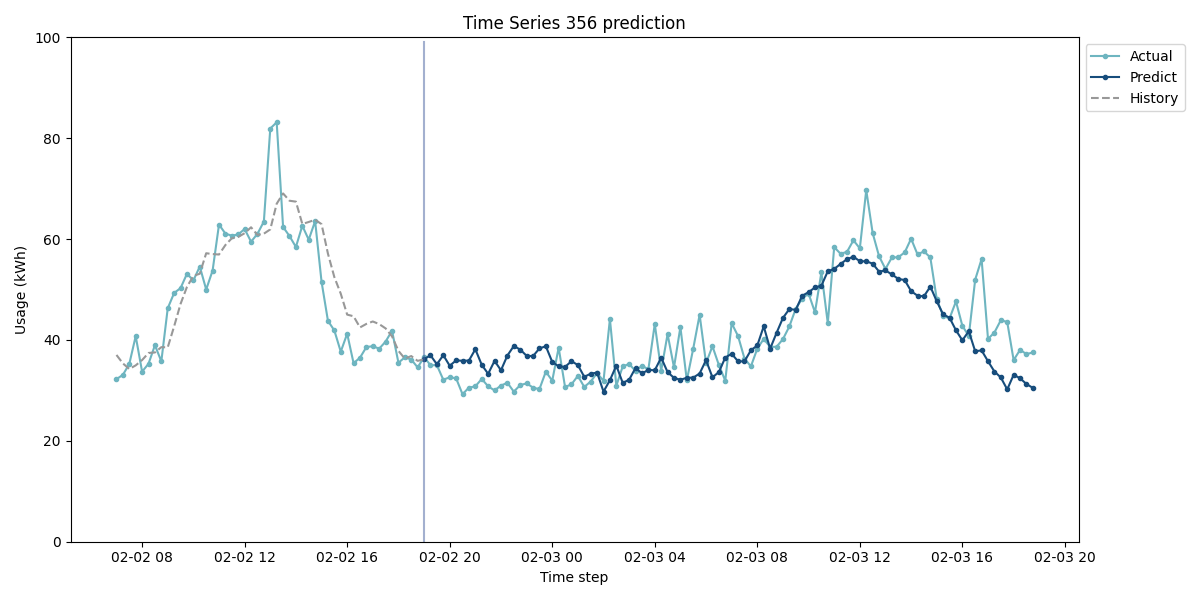 Time Series 356 prediction
100
80
60
40
20
0
Usage (kWh)
02-02 08
02-02 12
02-02 16
02-02 20
02-03 00
02-03 04
02-03 08
02-03 12
02-03 16
02-03 20
Time step
Actual
Predict
History